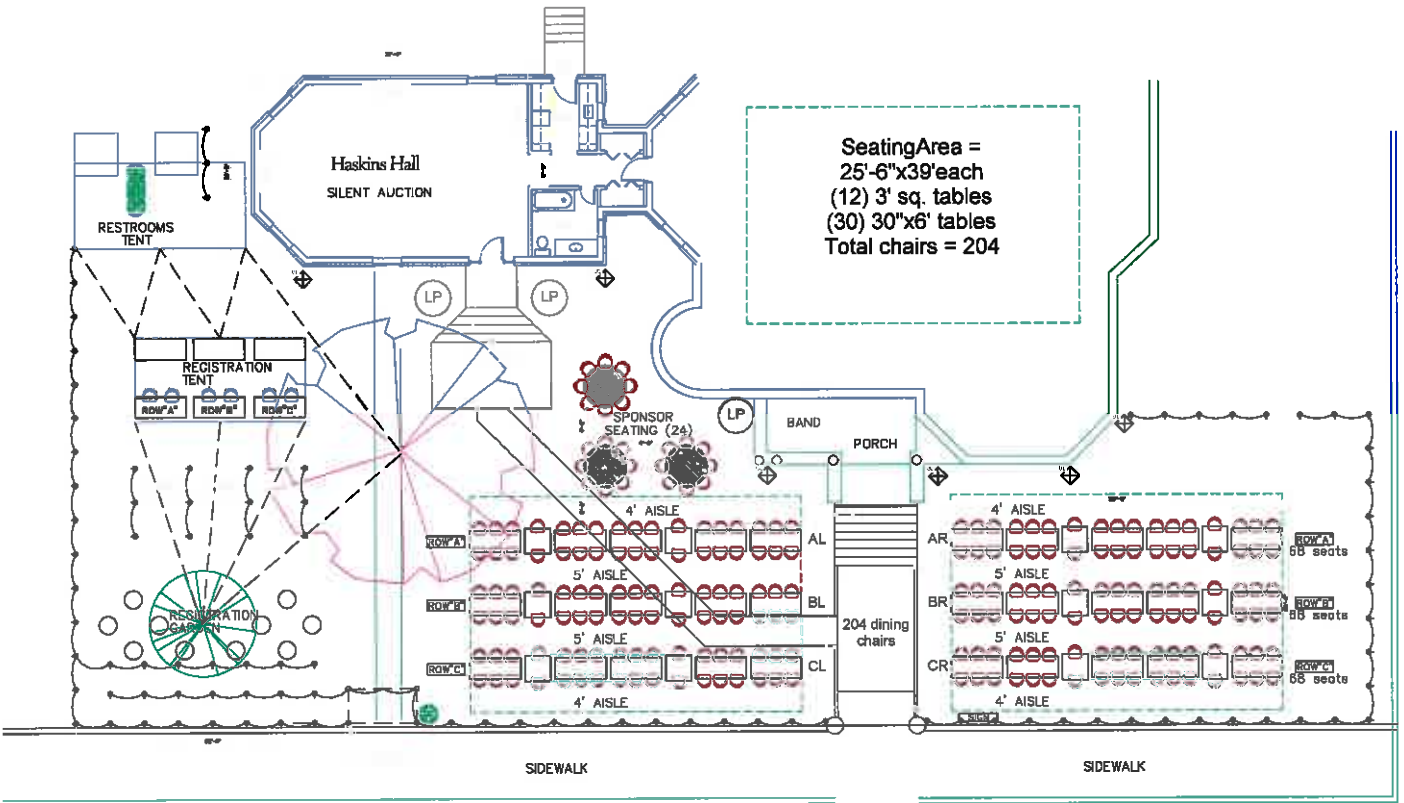 Haskins Hall
SILENT AUCTION
SeatingArea =
25'-6"x39'each
(12) 3' sq. tables
(30) 30"x6' tables
Total chairs = 204
RESTROOMS
TENT
LP
LP
REGISTRATION
TENT
ROW"A"
ROW"B"
ROW"C"
LP
BAND
PORCH
SPONSOR
SEATING (24)
4' AISLE
4' AISLE
ROW"A"
AL
AR
ROW"A"
68 seats
5' AISLE
5' AISLE
ROW"B"
BL
BR
ROW"B"
68 seats
REGISTRATION
GARDEN
204 dining
chairs
5' AISLE
5' AISLE
ROW"C"
CL
CR
ROW"C"
68 seats
4' AISLE
4' AISLE
SIGN
SIDEWALK
SIDEWALK